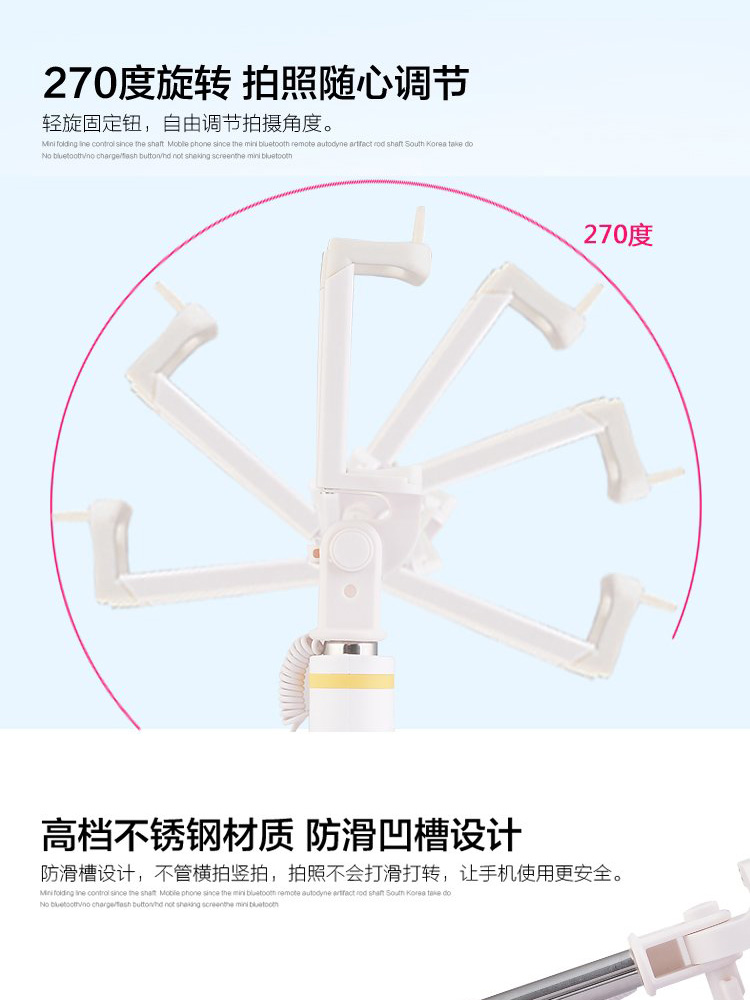 270度旋转 拍照随心调节
轻旋固定钮，自由调节拍摄角度。
Mini folding line control since the shaft Mobile phone since the mini bluetooth remote autodyne artifact rod shaft South Korea take do
No bluetooth/no charge/flash button/hd not shaking screenthe mini bluetooth
270度
高档不锈钢材质 防滑凹槽设计
防滑槽设计，不管横拍竖拍，拍照不会打滑打转，让手机使用更安全。
Mini folding line control since the shaft Mobile phone since the mini bluetooth remote autodyne artifact rod shaft South Korea take do
No bluetooth/no charge/flash button/hd not shaking screenthe mini bluetooth